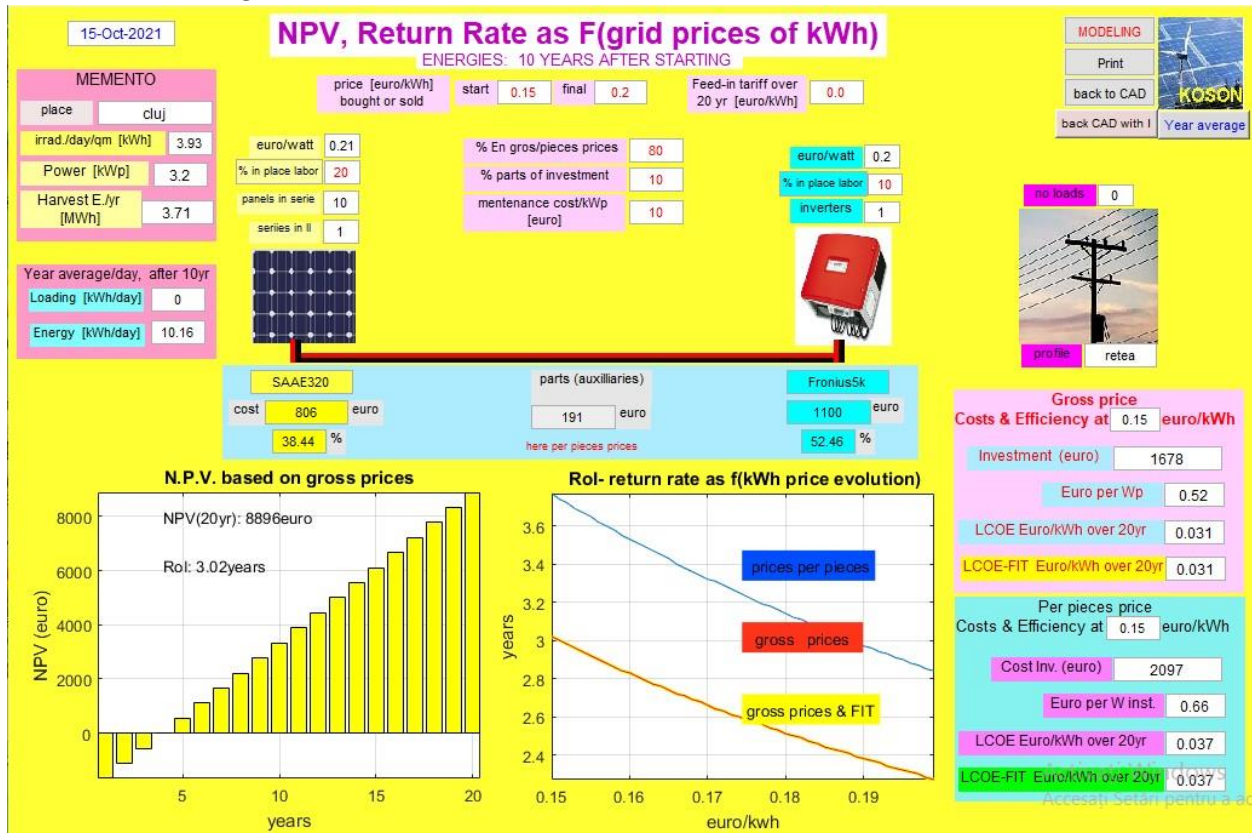 15-Oct-2021
NPV, Return Rate as F(grid prices of kWh)
ENERGIES: 10 YEARS AFTER STARTING
MODELING
Print
back to CAD
back CAD with I
KOSON
Year average
MEMENTO
place cluj
irrad./day/qm [kWh] 3.93
Power [kWp] 3.2
Harvest E./yr
[MWh] 3.71
price [euro/kWh]
bought or sold
start 0.15 final 0.2
Feed-in tariff over
20 yr [euro/kWh] 0.0
euro/watt 0.21
% in place labor 20
panels in serie 10
seriies in ll 1
% En gros/pieces prices 80
% parts of investment 10
mentenance cost/kWp
[euro] 10
euro/watt 0.2
% in place labor 10
inverters 1
no loads 0
profile retea
Year average/day, after 10yr
Loading [kWh/day] 0
Energy [kWh/day] 10.16
SAAE320
cost 806 euro
38.44 %
parts (auxilliaries)
191 euro
here per pieces prices
Fronius5k
1100 euro
52.46 %
Gross price
Costs & Efficiency at 0.15 euro/kWh
Investment (euro) 1678
Euro per Wp 0.52
LCOE Euro/kWh over 20yr 0.031
LCOE-FIT Euro/kWh over 20yr 0.031
Per pieces price
Costs & Efficiency at 0.15 euro/kWh
Cost Inv. (euro) 2097
Euro per W inst. 0.66
LCOE Euro/kWh over 20yr 0.037
LCOE-FIT Euro/kWh over 20yr 0.037
N.P.V. based on gross prices
NPV(20yr): 8896euro
RoI: 3.02years
NPV (euro)
8000
6000
4000
2000
0
5 10 15 20
years
RoI- return rate as f(kWh price evolution)
prices per pieces
gross prices
gross prices & FIT
years
3.6
3.4
3.2
3
2.8
2.6
2.4
0.15 0.16 0.17 0.18 0.19
euro/kwh